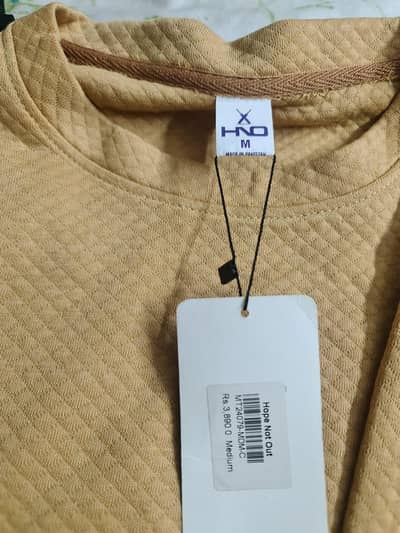 HNO
M
MADE IN PAKISTAN
Hope Not Out
MT24079-MDM-C
Rs.3,890.0 Medium